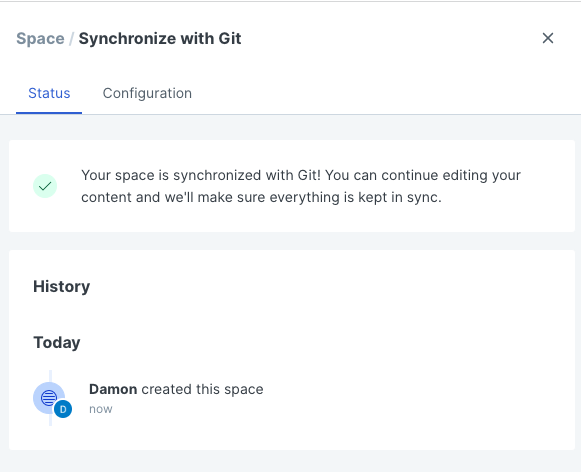 Space / Synchronize with Git
Status Configuration
Your space is synchronized with Git! You can continue editing your
content and we'll make sure everything is kept in sync.
History
Today
Damon created this space
D
now